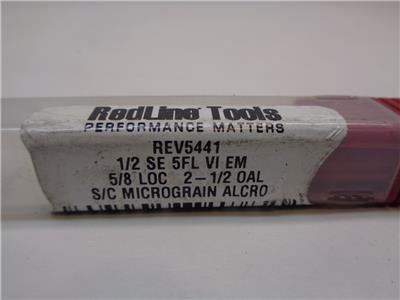 RedLine Tools
PERFORMANCE MATTERS
REV5441
1/2 SE 5FL VI EM
5/8 LOC 2-1/2 OAL
S/C MICROGRAIN ALCRO